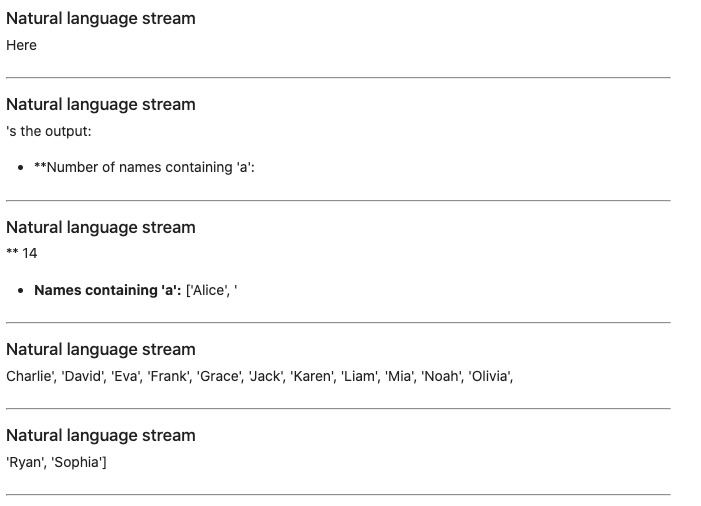 Natural language stream
Here
Natural language stream
's the output:
• **Number of names containing 'a':
Natural language stream
** 14
• Names containing 'a': ['Alice', '
Natural language stream
Charlie', 'David', 'Eva', 'Frank', 'Grace', 'Jack', 'Karen', 'Liam', 'Mia', 'Noah', 'Olivia',
Natural language stream
'Ryan', 'Sophia']